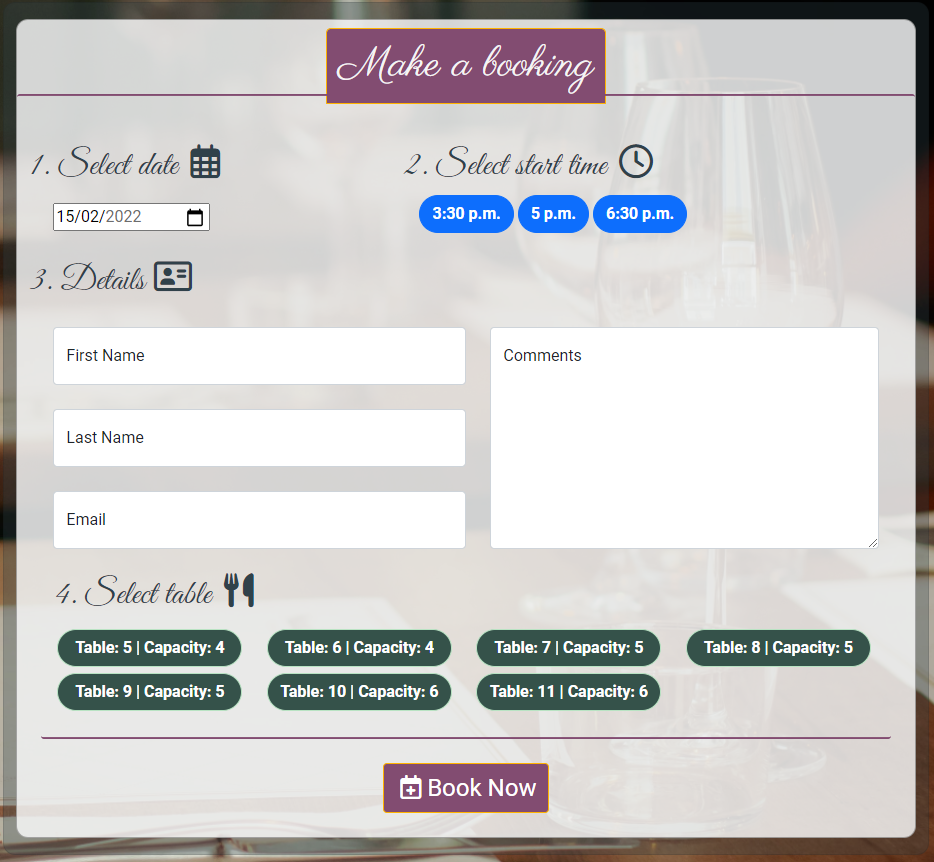 Make a booking
1. Select date
2. Select start time
15/02/2022
3:30 p.m. 5 p.m. 6:30 p.m.
3. Details
First Name
Comments
Last Name
Email
4. Select table
Table: 5 | Capacity: 4 Table: 6 | Capacity: 4 Table: 7 | Capacity: 5 Table: 8 | Capacity: 5
Table: 9 | Capacity: 5 Table: 10 | Capacity: 6 Table: 11 | Capacity: 6
Book Now